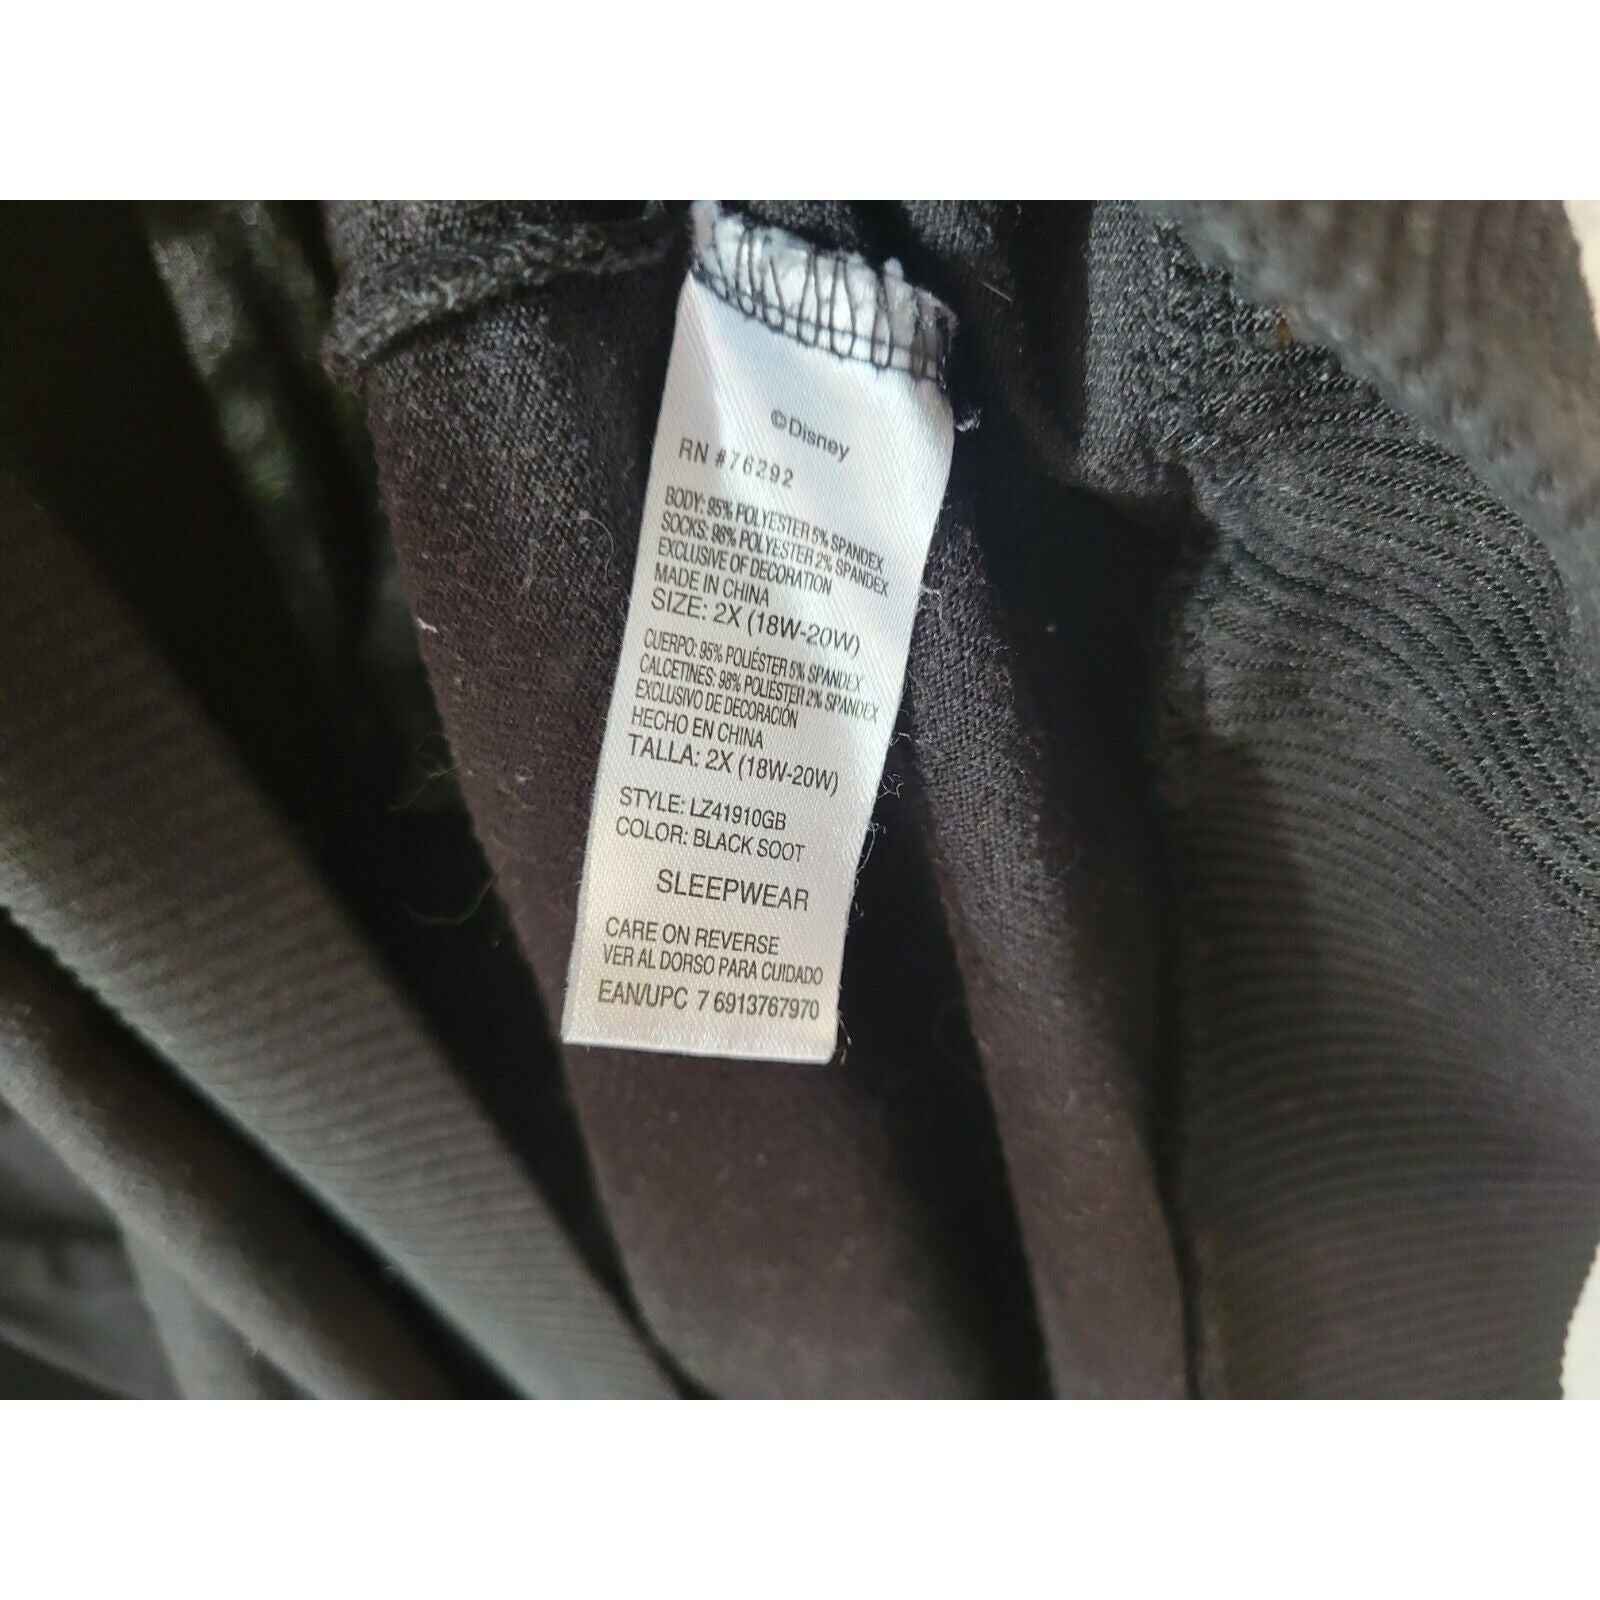 ©Disney
RN #76292
BODY: 95% POLYESTER 5% SPANDEX
SOCKS: 98% POLYESTER 2% SPANDEX
EXCLUSIVE OF DECORATION
MADE IN CHINA
SIZE: 2X (18W-20W)
CUERPO: 95% POLIÉSTER 5% SPANDEX
CALCETINES: 98% POLIÉSTER 2% SPANDEX
EXCLUSIVO DE DECORACIÓN
HECHO EN CHINA
TALLA: 2X (18W-20W)
STYLE: LZ41910GB
COLOR: BLACK SOOT
SLEEPWEAR
CARE ON REVERSE
VER AL DORSO PARA CUIDADO
EAN/UPC 7 6913767970